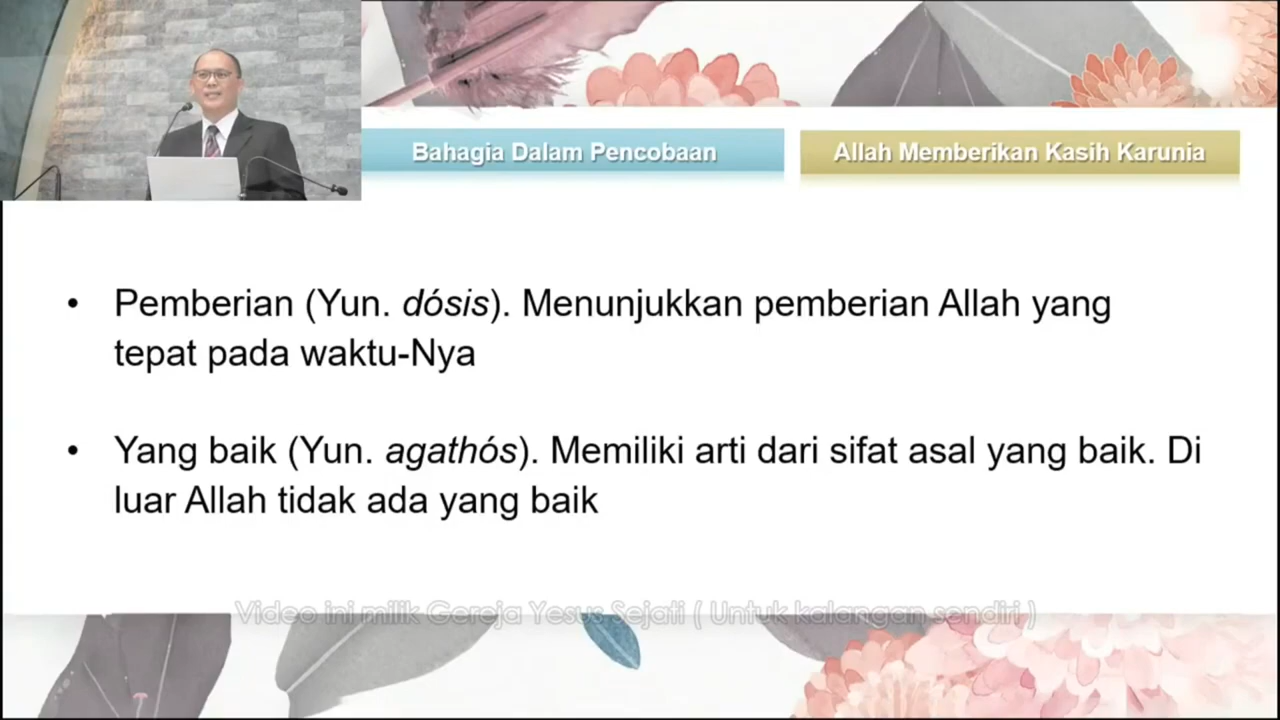 Bahagia Dalam Pencobaan
Allah Memberikan Kasih Karunia
• Pemberian (Yun. dósis). Menunjukkan pemberian Allah yang
tepat pada waktu-Nya
• Yang baik (Yun. agathós). Memiliki arti dari sifat asal yang baik. Di
luar Allah tidak ada yang baik
Video ini milik Gereja Yesus Sejati ( Untuk kalangan sendiri )